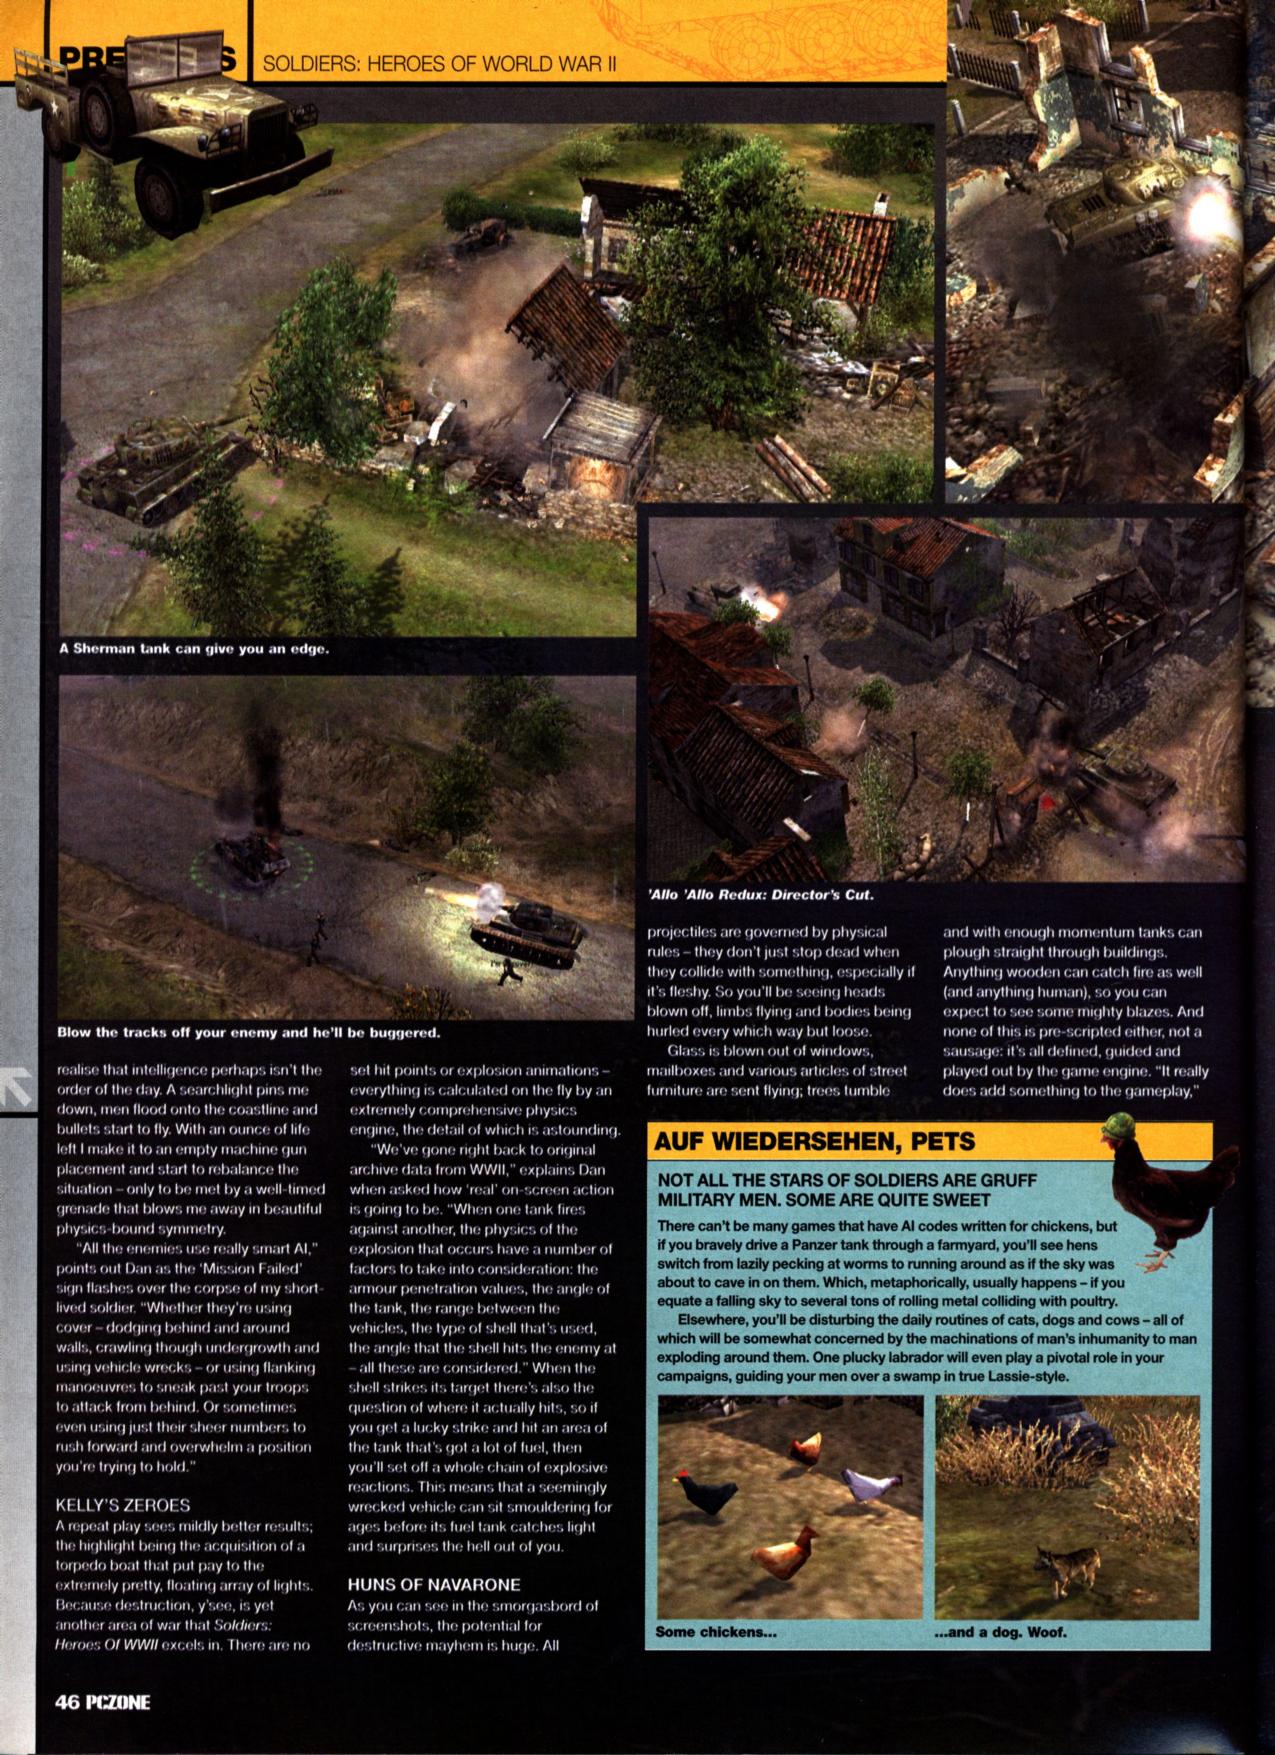 SOLDIERS: HEROES OF WORLD WAR II
A Sherman tank can give you an edge.
Blow the tracks off your enemy and he'll be buggered.
'Allo 'Allo Redux: Director's Cut.
realise that intelligence perhaps isn't the
order of the day. A searchlight pins me
down, men flood onto the coastline and
bullets start to fly. With an ounce of life
left I make it to an empty machine gun
placement and start to rebalance the
situation – only to be met by a well-timed
grenade that blows me away in beautiful
physics-bound symmetry.
"All the enemies use really smart AI,"
points out Dan as the 'Mission Failed'
sign flashes over the corpse of my short-
lived soldier. "Whether they're using
cover – dodging behind and around
walls, crawling though undergrowth and
using vehicle wrecks – or using flanking
manoeuvres to sneak past your troops
to attack from behind. Or sometimes
even using just their sheer numbers to
rush forward and overwhelm a position
you're trying to hold."
KELLY'S ZEROES
A repeat play sees mildly better results;
the highlight being the acquisition of a
torpedo boat that put pay to the
extremely pretty, floating array of lights.
Because destruction, y'see, is yet
another area of war that Soldiers:
Heroes Of WWII excels in. There are no
set hit points or explosion animations –
everything is calculated on the fly by an
extremely comprehensive physics
engine, the detail of which is astounding.
"We've gone right back to original
archive data from WWII," explains Dan
when asked how 'real' on-screen action
is going to be. "When one tank fires
against another, the physics of the
explosion that occurs have a number of
factors to take into consideration: the
armour penetration values, the angle of
the tank, the range between the
vehicles, the type of shell that's used,
the angle that the shell hits the enemy at
– all these are considered." When the
shell strikes its target there's also the
question of where it actually hits, so if
you get a lucky strike and hit an area of
the tank that's got a lot of fuel, then
you'll set off a whole chain of explosive
reactions. This means that a seemingly
wrecked vehicle can sit smouldering for
ages before its fuel tank catches light
and surprises the hell out of you.
HUNS OF NAVARONE
As you can see in the smorgasbord of
screenshots, the potential for
destructive mayhem is huge. All
projectiles are governed by physical
rules – they don't just stop dead when
they collide with something, especially if
it's fleshy. So you'll be seeing heads
blown off, limbs flying and bodies being
hurled every which way but loose.
Glass is blown out of windows,
mailboxes and various articles of street
furniture are sent flying; trees tumble
and with enough momentum tanks can
plough straight through buildings.
Anything wooden can catch fire as well
(and anything human), so you can
expect to see some mighty blazes. And
none of this is pre-scripted either, not a
sausage: it's all defined, guided and
played out by the game engine. "It really
does add something to the gameplay,"
AUF WIEDERSEHEN, PETS
NOT ALL THE STARS OF SOLDIERS ARE GRUFF
MILITARY MEN. SOME ARE QUITE SWEET
There can't be many games that have AI codes written for chickens, but
if you bravely drive a Panzer tank through a farmyard, you'll see hens
switch from lazily pecking at worms to running around as if the sky was
about to cave in on them. Which, metaphorically, usually happens – if you
equate a falling sky to several tons of rolling metal colliding with poultry.
Elsewhere, you'll be disturbing the daily routines of cats, dogs and cows – all of
which will be somewhat concerned by the machinations of man's inhumanity to man
exploding around them. One plucky labrador will even play a pivotal role in your
campaigns, guiding your men over a swamp in true Lassie-style.
Some chickens...
...and a dog. Woof.
46 PCZONE